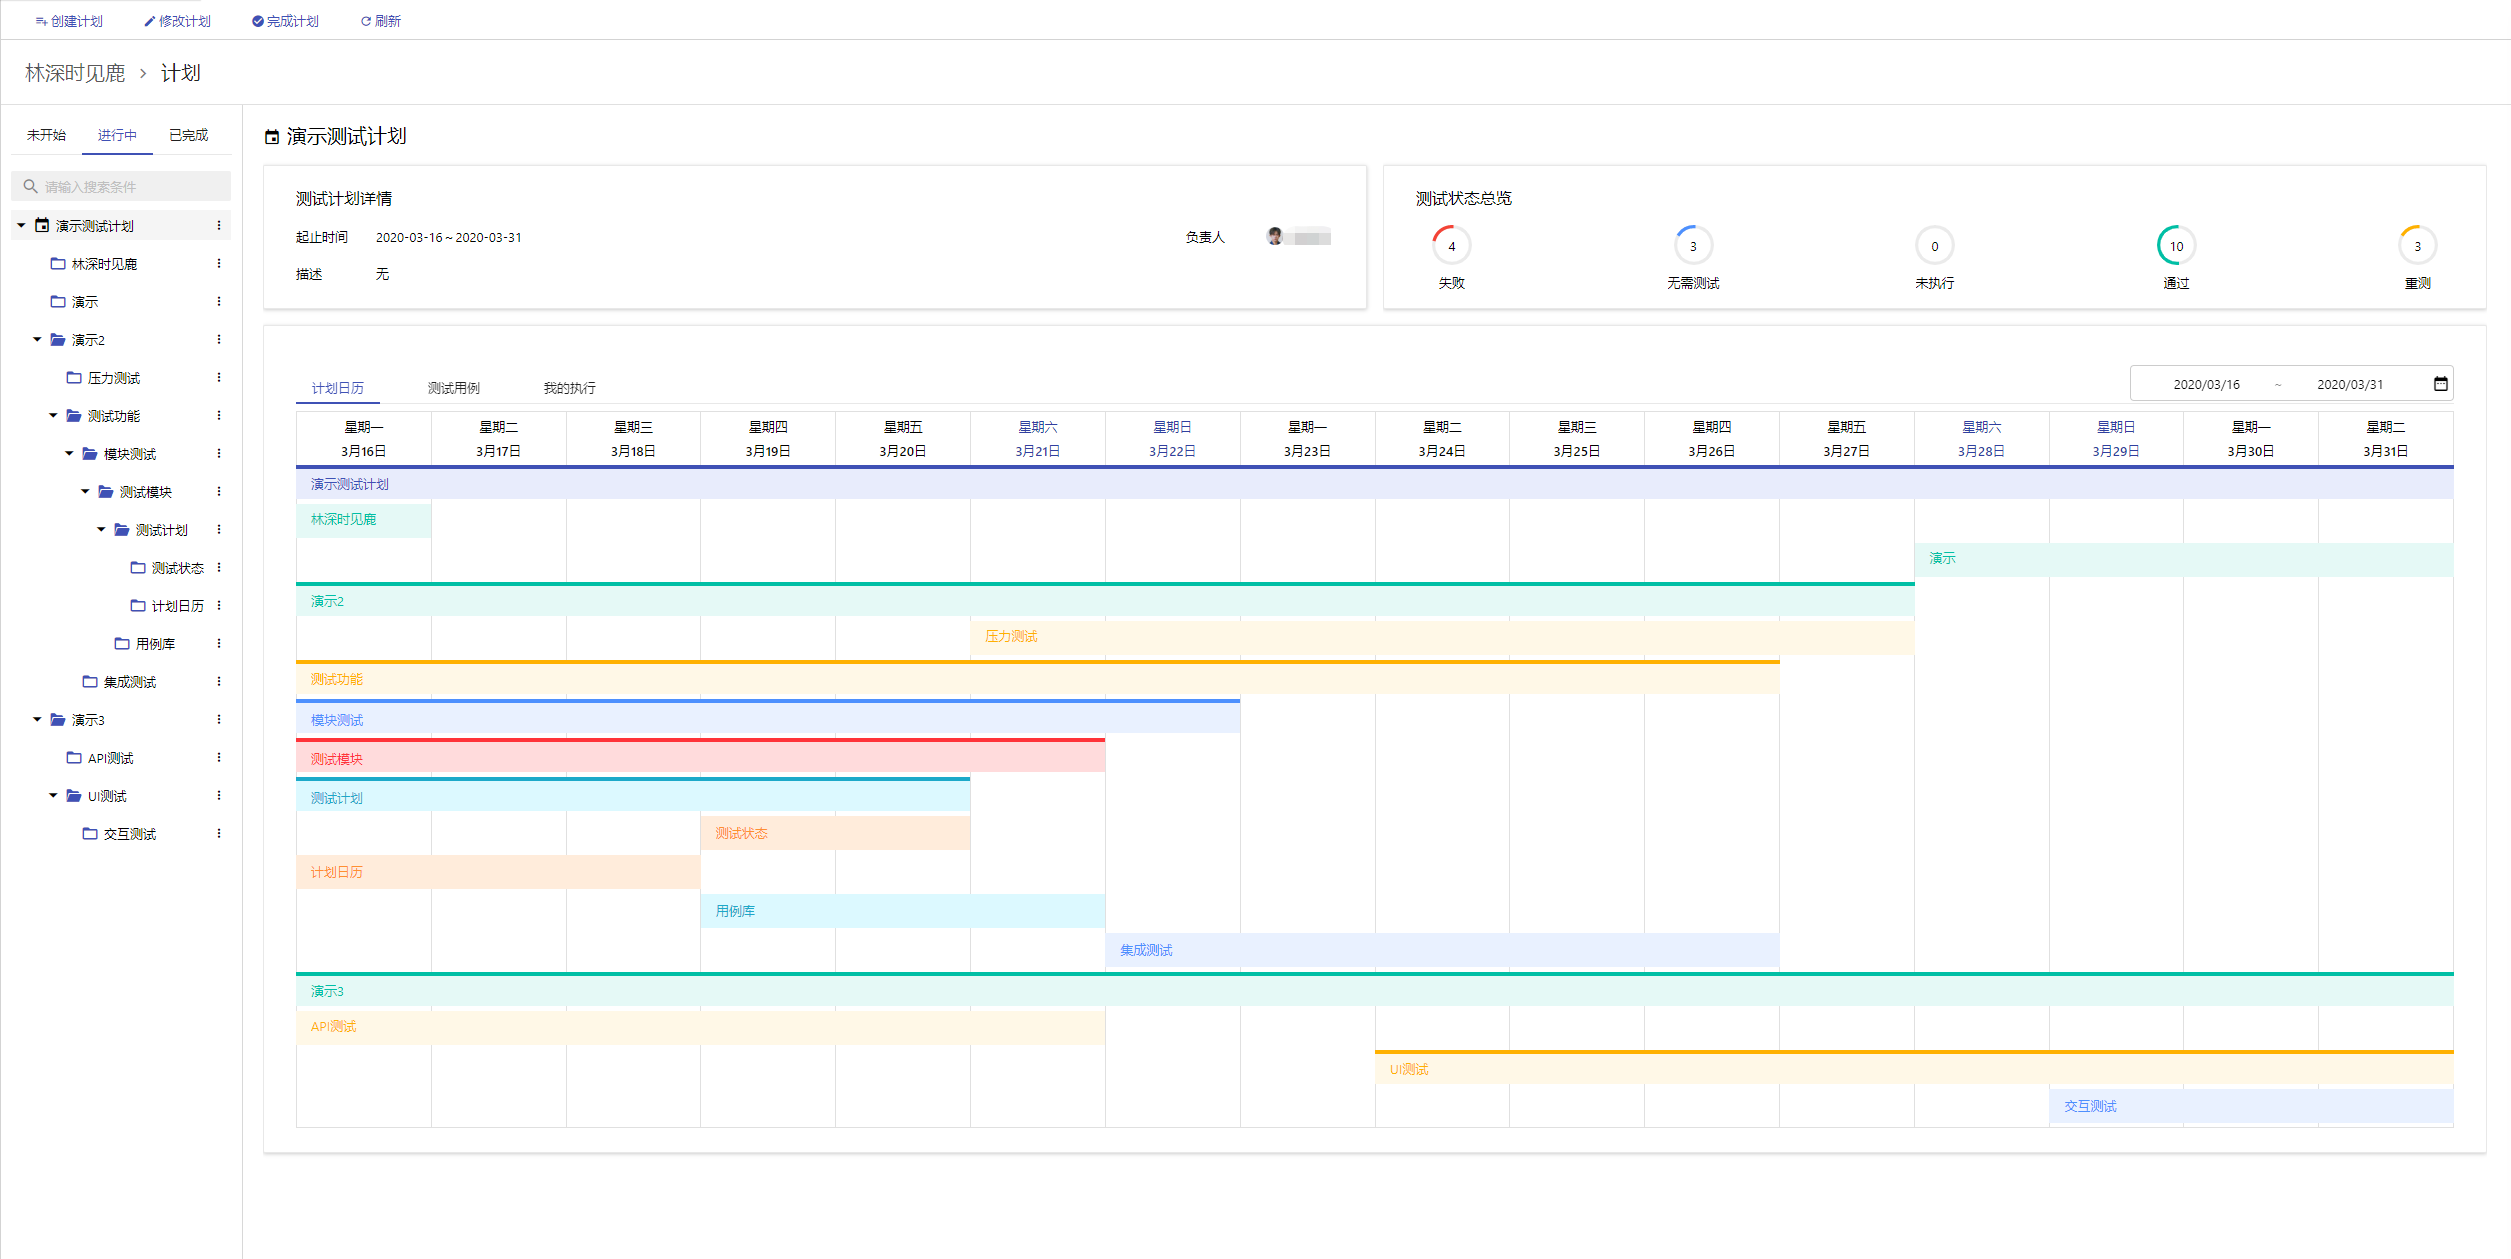 创建计划 修改计划 完成计划 刷新
林深时见鹿 › 计划
未开始 进行中 已完成
请输入搜索条件
演示测试计划
林深时见鹿
演示
演示2
压力测试
测试功能
模块测试
测试模块
测试计划
测试状态
计划日历
用例库
集成测试
演示3
API测试
UI测试
交互测试
演示测试计划
测试计划详情
起止时间 2020-03-16 ~ 2020-03-31 负责人
描述 无
测试状态总览
4 3 0 10 3
失败 无需测试 未执行 通过 重测
计划日历 测试用例 我的执行
2020/03/16 ~ 2020/03/31
星期一 星期二 星期三 星期四 星期五 星期六 星期日 星期一 星期二 星期三 星期四 星期五 星期六 星期日 星期一 星期二
3月16日 3月17日 3月18日 3月19日 3月20日 3月21日 3月22日 3月23日 3月24日 3月25日 3月26日 3月27日 3月28日 3月29日 3月30日 3月31日
演示测试计划
林深时见鹿
演示
演示2
压力测试
测试功能
模块测试
测试模块
测试计划
测试状态
计划日历
用例库
集成测试
演示3
API测试
UI测试
交互测试